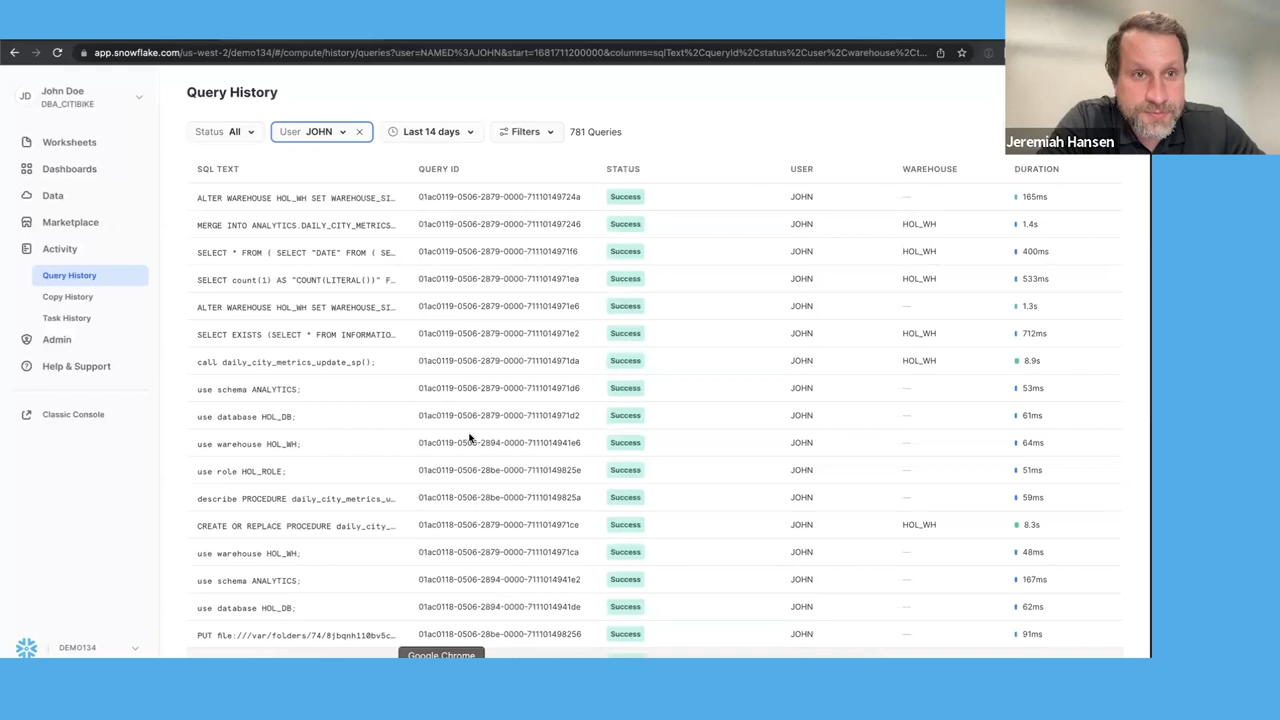 app.snowflake.com/us-west-2/demo134/#/compute/history/queries?user=NAMED%3AJOHN&start=1681711200000&columns=sqlText%2CqueryId%2Cstatus%2Cuser%2Cwarehouse%2Ct...
JD John Doe
DBA_CITIBIKE
Worksheets
Dashboards
Data
Marketplace
Activity
Query History
Copy History
Task History
Admin
Help & Support
Classic Console
DEMO134
Query History
Status All User JOHN Last 14 days Filters 781 Queries
Jeremiah Hansen
SQL TEXT QUERY ID STATUS USER WAREHOUSE DURATION
ALTER WAREHOUSE HOL_WH SET WAREHOUSE_SI... 01ac0119-0506-2879-0000-71110149724a Success JOHN — 165ms
MERGE INTO ANALYTICS.DAILY_CITY_METRICS... 01ac0119-0506-2879-0000-711101497246 Success JOHN HOL_WH 1.4s
SELECT * FROM ( SELECT "DATE" FROM ( SE... 01ac0119-0506-2879-0000-7111014971f6 Success JOHN HOL_WH 400ms
SELECT count(1) AS "COUNT(LITERAL())" F... 01ac0119-0506-2879-0000-7111014971ea Success JOHN HOL_WH 533ms
ALTER WAREHOUSE HOL_WH SET WAREHOUSE_SI... 01ac0119-0506-2879-0000-7111014971e6 Success JOHN — 1.3s
SELECT EXISTS (SELECT * FROM INFORMATIO... 01ac0119-0506-2879-0000-7111014971e2 Success JOHN HOL_WH 712ms
call daily_city_metrics_update_sp(); 01ac0119-0506-2879-0000-7111014971da Success JOHN HOL_WH 8.9s
use schema ANALYTICS; 01ac0119-0506-2879-0000-7111014971d6 Success JOHN — 53ms
use database HOL_DB; 01ac0119-0506-2879-0000-7111014971d2 Success JOHN — 61ms
use warehouse HOL_WH; 01ac0119-0506-2894-0000-7111014941e6 Success JOHN — 64ms
use role HOL_ROLE; 01ac0119-0506-28be-0000-71110149825e Success JOHN — 51ms
describe PROCEDURE daily_city_metrics_u... 01ac0118-0506-28be-0000-71110149825a Success JOHN — 59ms
CREATE OR REPLACE PROCEDURE daily_city_... 01ac0118-0506-2879-0000-7111014971ce Success JOHN HOL_WH 8.3s
use warehouse HOL_WH; 01ac0118-0506-2879-0000-7111014971ca Success JOHN — 48ms
use schema ANALYTICS; 01ac0118-0506-2894-0000-7111014941e2 Success JOHN — 167ms
use database HOL_DB; 01ac0118-0506-2894-0000-7111014941de Success JOHN — 62ms
PUT file:///var/folders/74/8jbqnh110bv5c... 01ac0118-0506-28be-0000-711101498256 Success JOHN — 91ms
Google Chrome